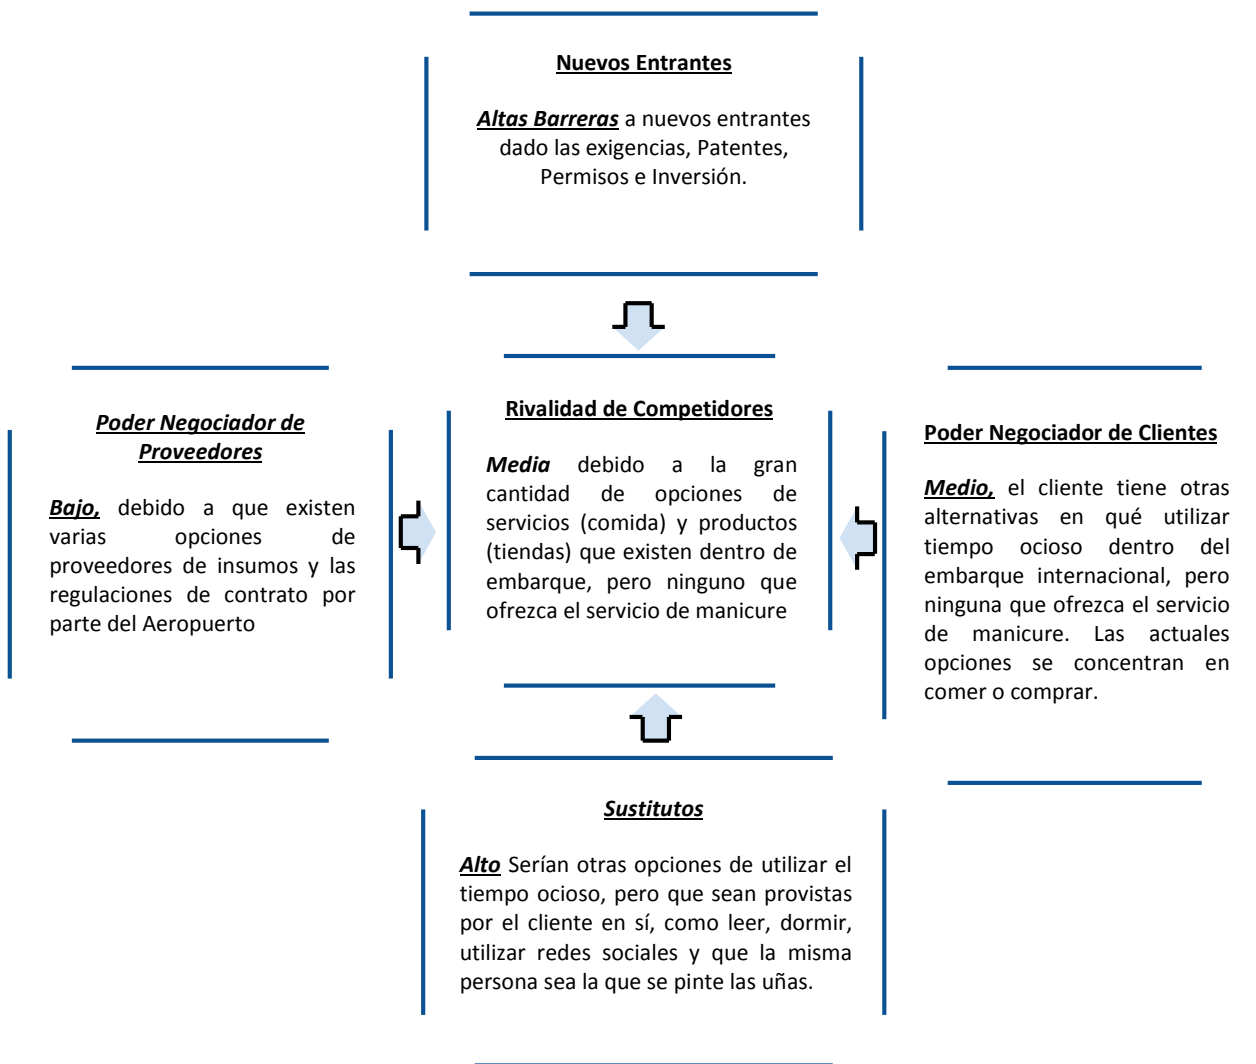 Nuevos Entrantes
Altas Barreras a nuevos entrantes
dado las exigencias, Patentes,
Permisos e Inversión.
Poder Negociador de
Proveedores
Bajo, debido a que existen
varias opciones de
proveedores de insumos y las
regulaciones de contrato por
parte del Aeropuerto
Rivalidad de Competidores
Media debido a la gran
cantidad de opciones de
servicios (comida) y productos
(tiendas) que existen dentro de
embarque, pero ninguno que
ofrezca el servicio de manicure
Poder Negociador de Clientes
Medio, el cliente tiene otras
alternativas en qué utilizar
tiempo ocioso dentro del
embarque internacional, pero
ninguna que ofrezca el servicio
de manicure. Las actuales
opciones se concentran en
comer o comprar.
Sustitutos
Alto Serían otras opciones de utilizar el
tiempo ocioso, pero que sean provistas
por el cliente en sí, como leer, dormir,
utilizar redes sociales y que la misma
persona sea la que se pinte las uñas.